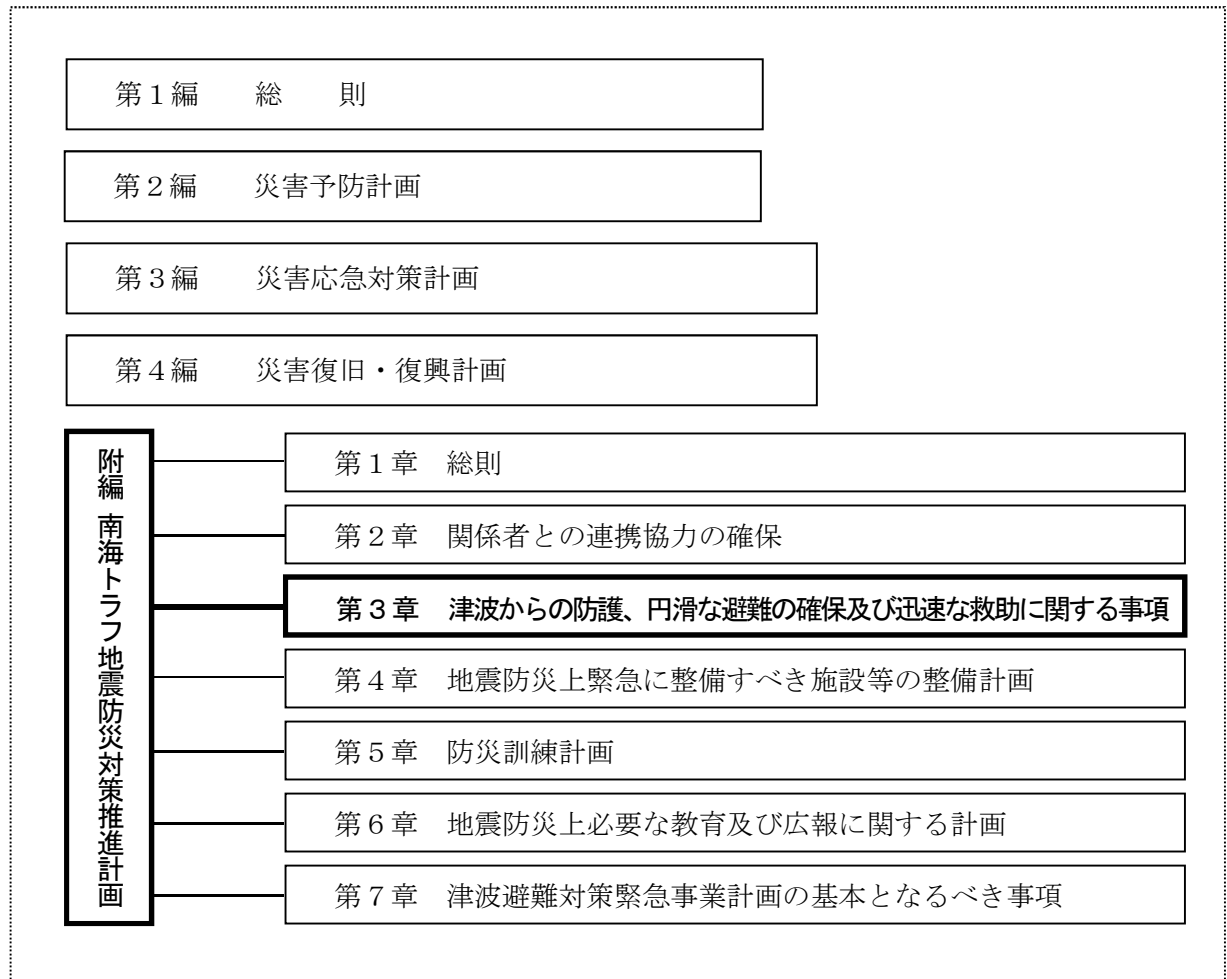 第１編　　総　　則
第２編　　災害予防計画
第３編　　災害応急対策計画
第４編　　災害復旧・復興計画
附編　南海トラフ地震防災対策推進計画
第１章　総則
第２章　関係者との連携協力の確保
第３章　津波からの防護、円滑な避難の確保及び迅速な救助に関する事項
第４章　地震防災上緊急に整備すべき施設等の整備計画
第５章　防災訓練計画
第６章　地震防災上必要な教育及び広報に関する計画
第７章　津波避難対策緊急事業計画の基本となるべき事項